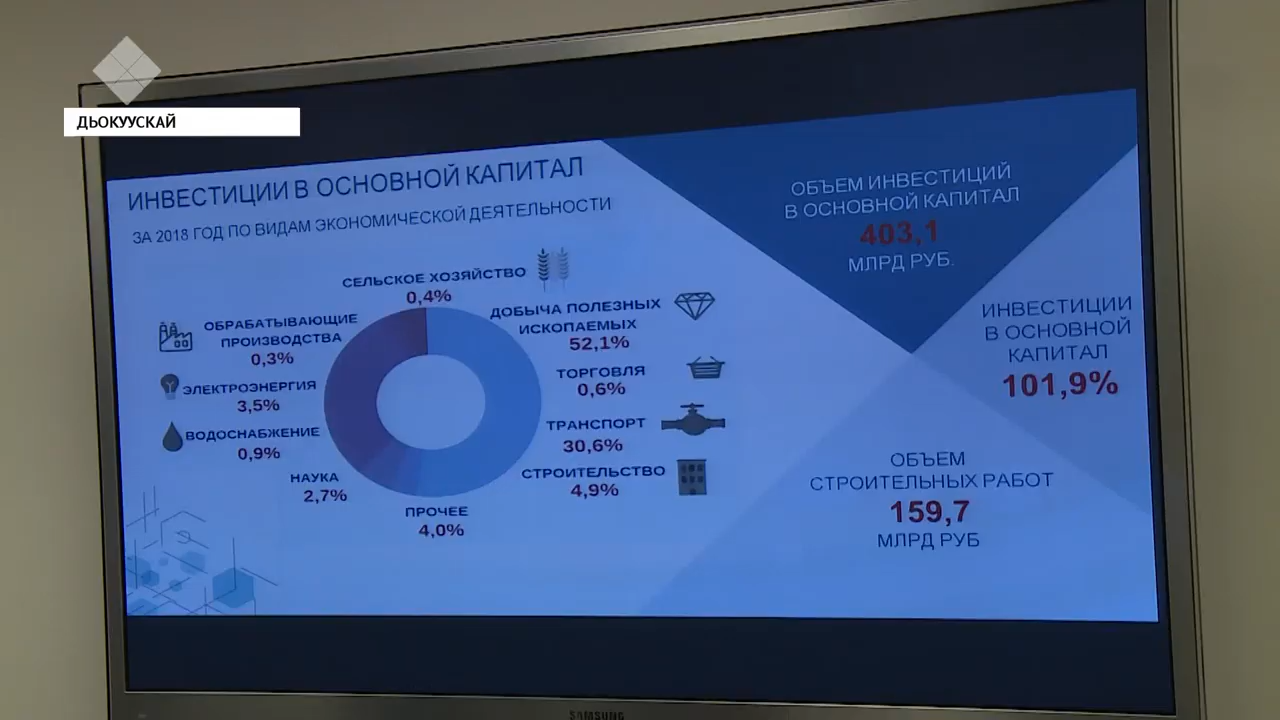 ДЬОКУУСКАЙ
ИНВЕСТИЦИИ В ОСНОВНОЙ КАПИТАЛ
ЗА 2018 ГОД ПО ВИДАМ ЭКОНОМИЧЕСКОЙ ДЕЯТЕЛЬНОСТИ
СЕЛЬСКОЕ ХОЗЯЙСТВО
0,4%
ДОБЫЧА ПОЛЕЗНЫХ
ИСКОПАЕМЫХ
52,1%
ТОРГОВЛЯ
0,6%
ТРАНСПОРТ
30,6%
СТРОИТЕЛЬСТВО
4,9%
ПРОЧЕЕ
4,0%
НАУКА
2,7%
ВОДОСНАБЖЕНИЕ
0,9%
ЭЛЕКТРОЭНЕРГИЯ
3,5%
ОБРАБАТЫВАЮЩИЕ
ПРОИЗВОДСТВА
0,3%
ОБЪЕМ ИНВЕСТИЦИЙ
В ОСНОВНОЙ КАПИТАЛ
403,1
МЛРД РУБ.
ИНВЕСТИЦИИ
В ОСНОВНОЙ
КАПИТАЛ
101,9%
ОБЪЕМ
СТРОИТЕЛЬНЫХ РАБОТ
159,7
МЛРД РУБ
SAMSUNG